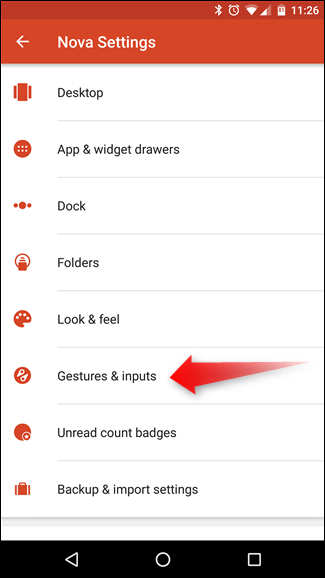 11:26
Nova Settings
Desktop
App & widget drawers
Dock
Folders
Look & feel
Gestures & inputs
Unread count badges
Backup & import settings